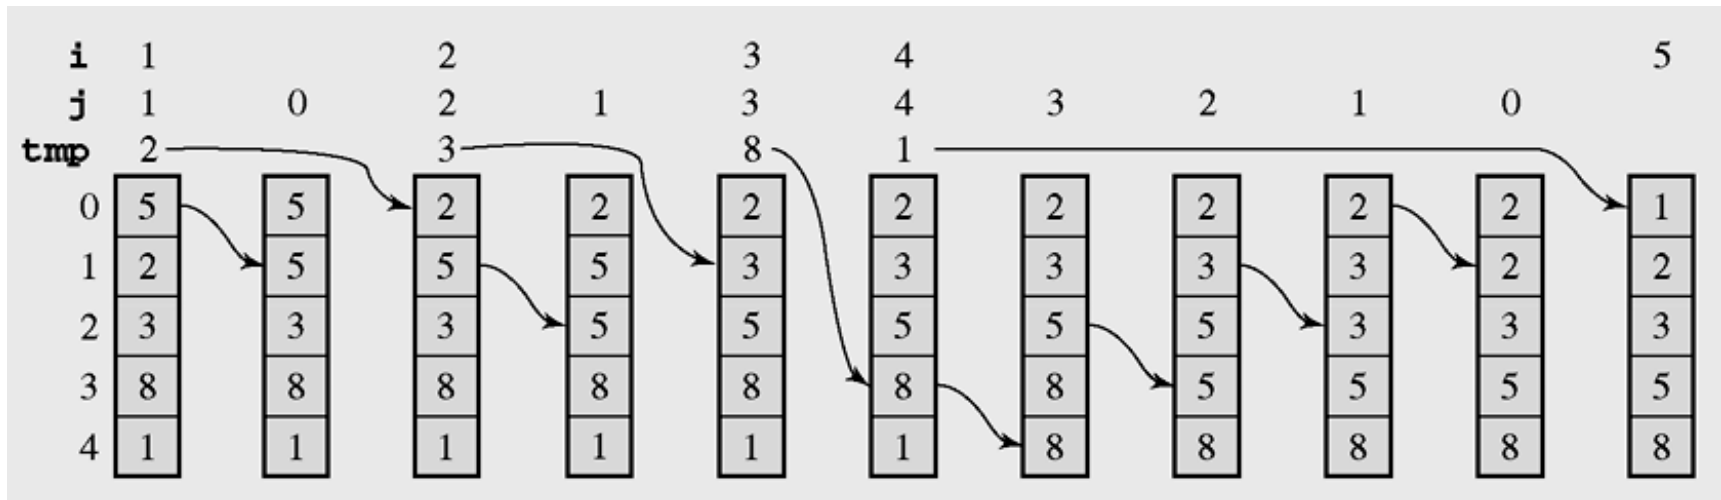 i 1 2 3 4 5
j 1 0 2 1 3 4 3 2 1 0
tmp 2 3 8 1
0 5 5 2 2 2 2 2 2 2 2 1
1 2 5 5 5 3 3 3 3 3 2 2
2 3 3 3 5 5 5 5 5 3 3 3
3 8 8 8 8 8 8 8 5 5 5 5
4 1 1 1 1 1 1 8 8 8 8 8